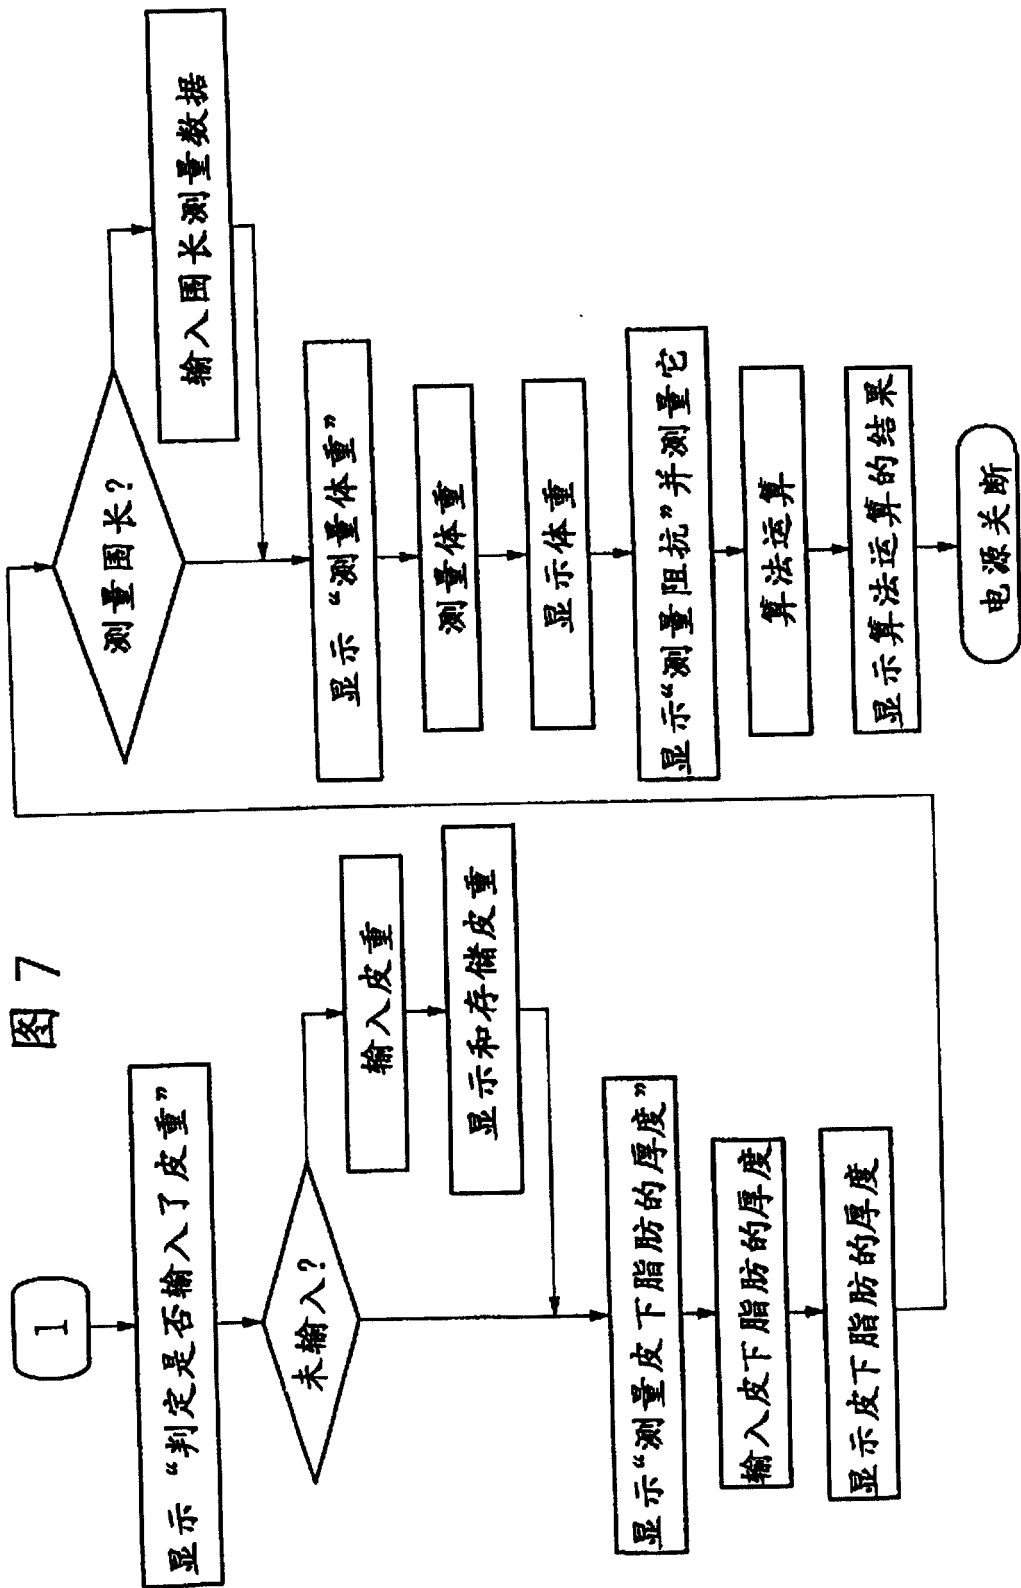 图 7
1
显示 “判定是否输入了皮重”
未输入?
输入皮重
显示和存储皮重
显示“测量皮下脂肪的厚度”
输入皮下脂肪的厚度
显示皮下脂肪的厚度
测量围长?
输入围长测量数据
显示 “测量体重”
测量体重
显示体重
显示“测量阻抗”并测量它
算法运算
显示算法运算的结果
电源关断